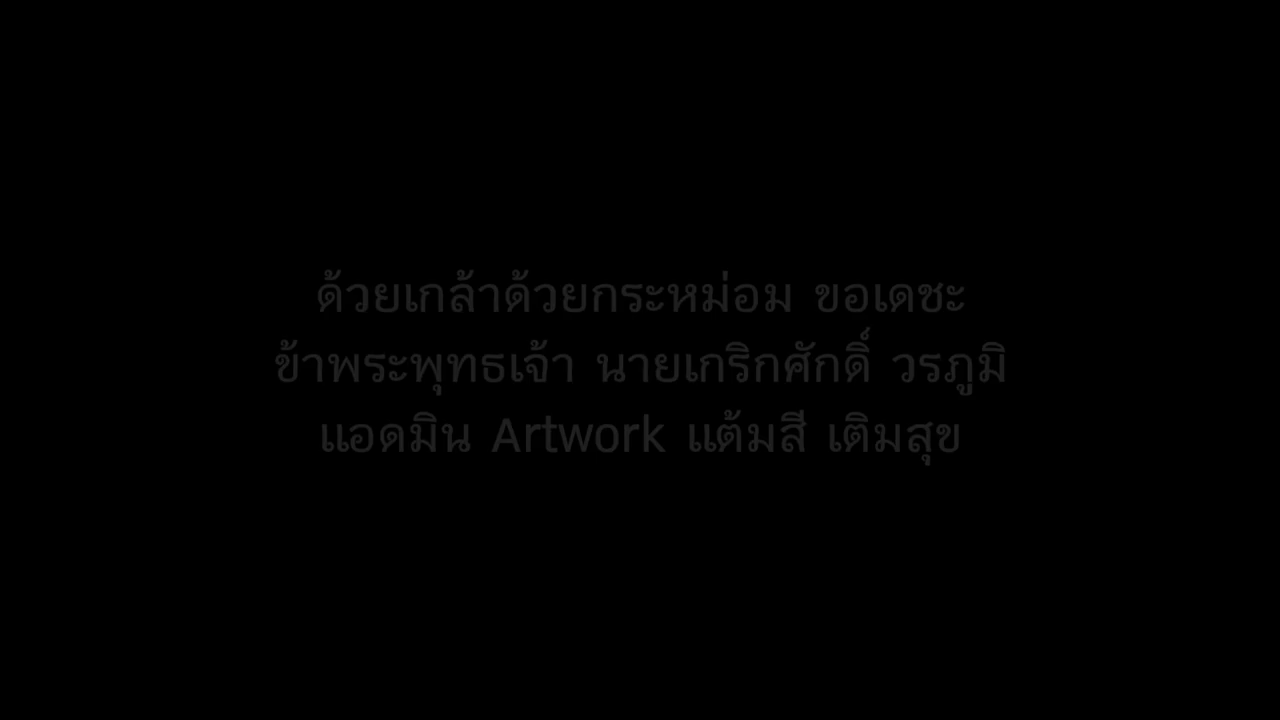 ด้วยเกล้าด้วยกระหม่อม ขอเดชะ
ข้าพระพุทธเจ้า นายเกริกศักดิ์ วรภูมิ
แอดมิน Artwork แต้มสี เติมสุข